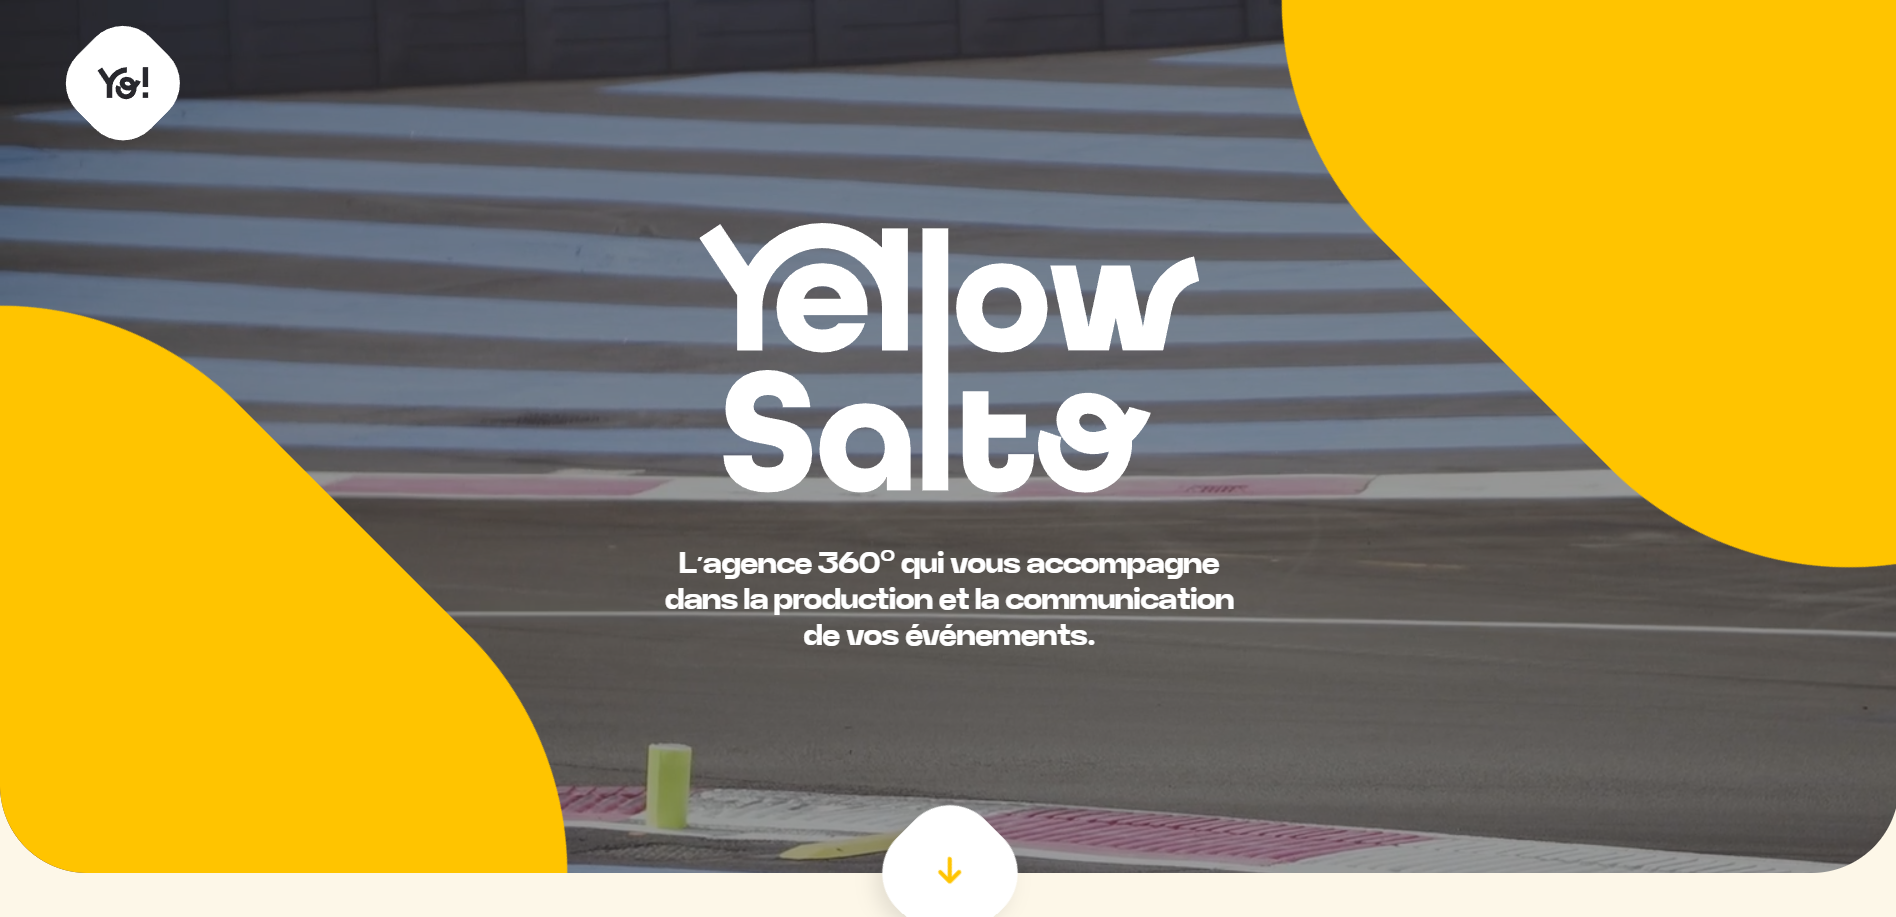 Yo!
Yellow
Salto
L'agence 360° qui vous accompagne
dans la production et la communication
de vos événements.